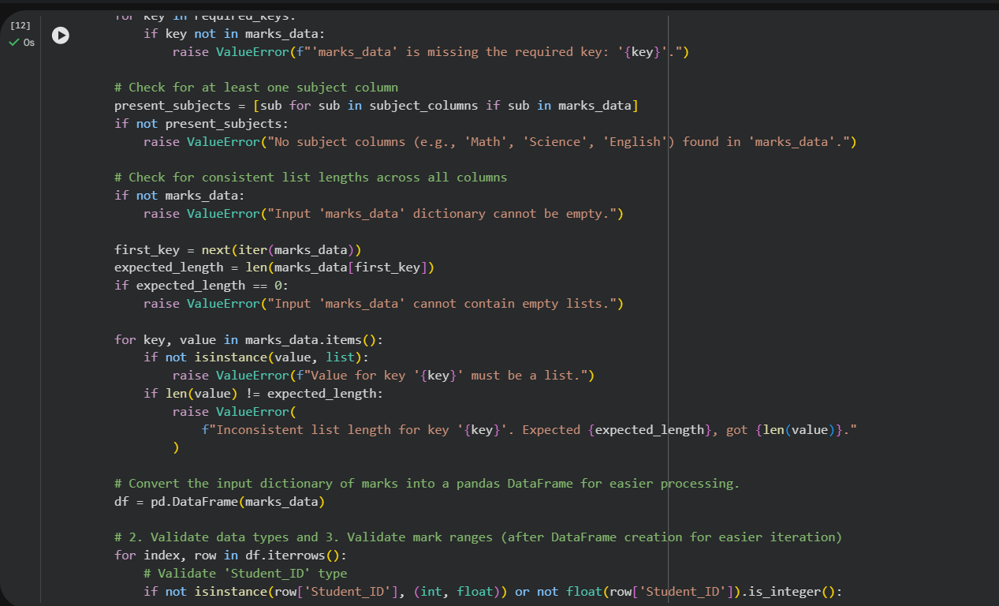 [12]
0s
for key in required_keys:
if key not in marks_data:
raise ValueError(f"'marks_data' is missing the required key: '{key}'.")
# Check for at least one subject column
present_subjects = [sub for sub in subject_columns if sub in marks_data]
if not present_subjects:
raise ValueError("No subject columns (e.g., 'Math', 'Science', 'English') found in 'marks_data'.")
# Check for consistent list lengths across all columns
if not marks_data:
raise ValueError("Input 'marks_data' dictionary cannot be empty.")
first_key = next(iter(marks_data))
expected_length = len(marks_data[first_key])
if expected_length == 0:
raise ValueError("Input 'marks_data' cannot contain empty lists.")
for key, value in marks_data.items():
if not isinstance(value, list):
raise ValueError(f"Value for key '{key}' must be a list.")
if len(value) != expected_length:
raise ValueError(
f"Inconsistent list length for key '{key}'. Expected {expected_length}, got {len(value)}."
)
# Convert the input dictionary of marks into a pandas DataFrame for easier processing.
df = pd.DataFrame(marks_data)
# 2. Validate data types and 3. Validate mark ranges (after DataFrame creation for easier iteration)
for index, row in df.iterrows():
# Validate 'Student_ID' type
if not isinstance(row['Student_ID'], (int, float)) or not float(row['Student_ID']).is_integer():